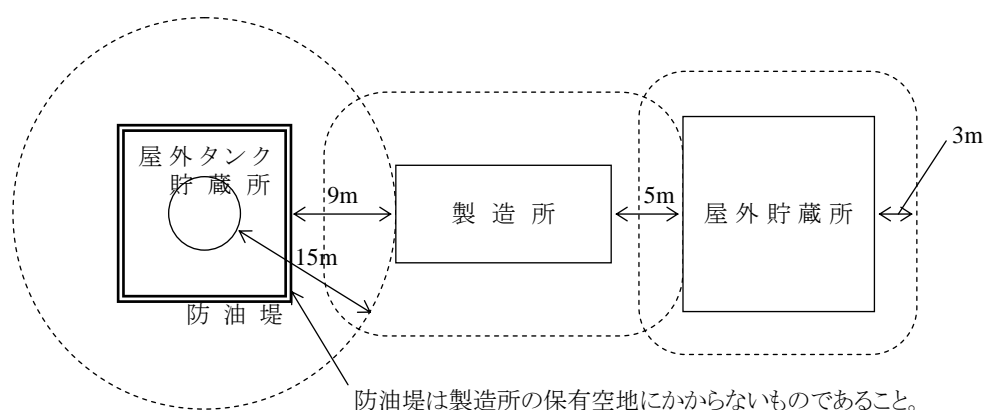 屋外タンク
貯蔵所
9m
製造所
5m
屋外貯蔵所
3m
15m
防油堤
防油堤は製造所の保有空地にかからないものであること。